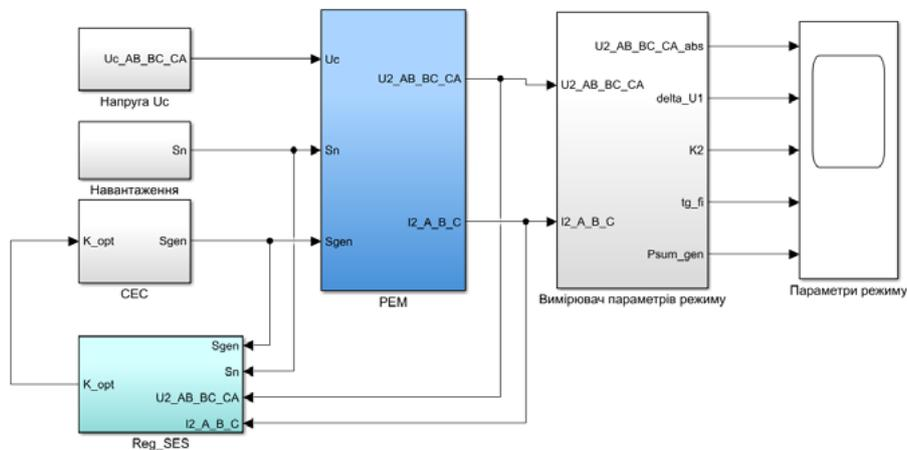 Uc_AB_BC_CA
Напруга Uc
Sn
Навантаження
K_opt
Sgen
СЕС
Uc
Sn
Sgen
U2_AB_BC_CA
I2_A_B_C
РЕМ
U2_AB_BC_CA
I2_A_B_C
U2_AB_BC_CA_abs
delta_U1
K2
tg_fi
Psum_gen
Вимірювач параметрів режиму
Параметри режиму
K_opt
Sgen
Sn
U2_AB_BC_CA
I2_A_B_C
Reg_SES